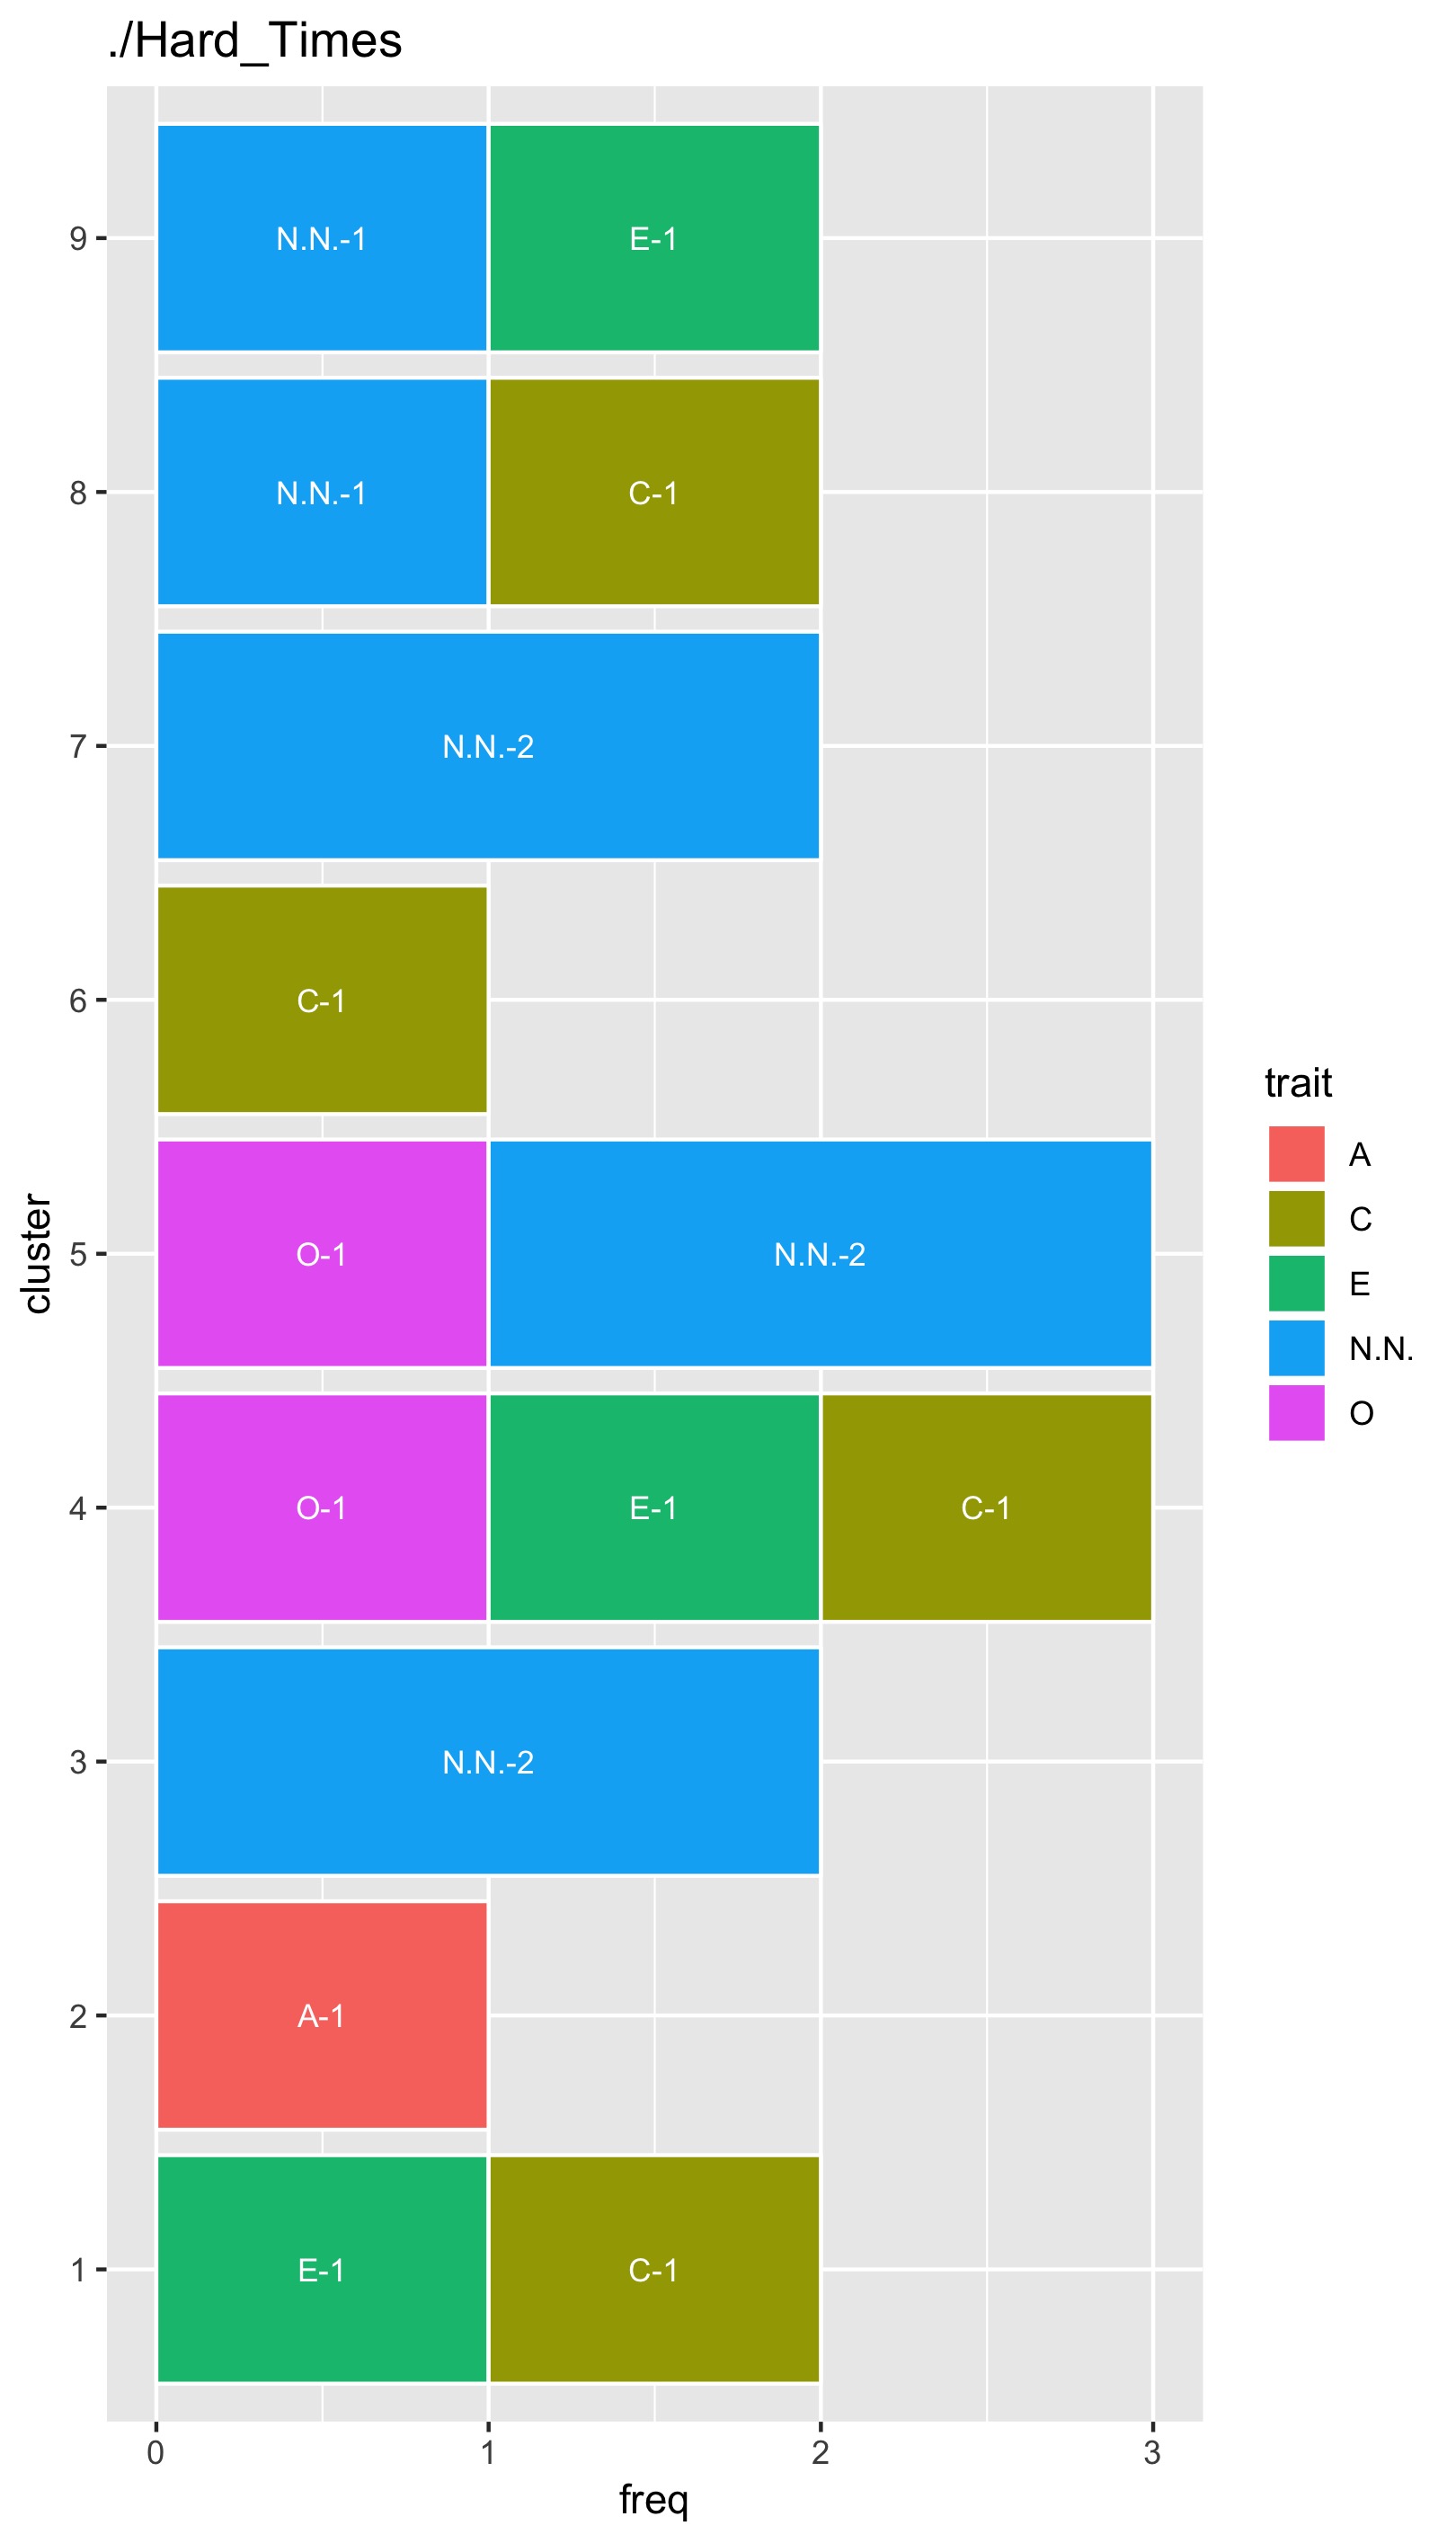 ./Hard_Times
9
N.N.-1 E-1
8
N.N.-1 C-1
7
N.N.-2
6
C-1
5
O-1 N.N.-2
4
O-1 E-1 C-1
3
N.N.-2
2
A-1
1
E-1 C-1
0 1 2 3
freq
cluster
trait
A
C
E
N.N.
O